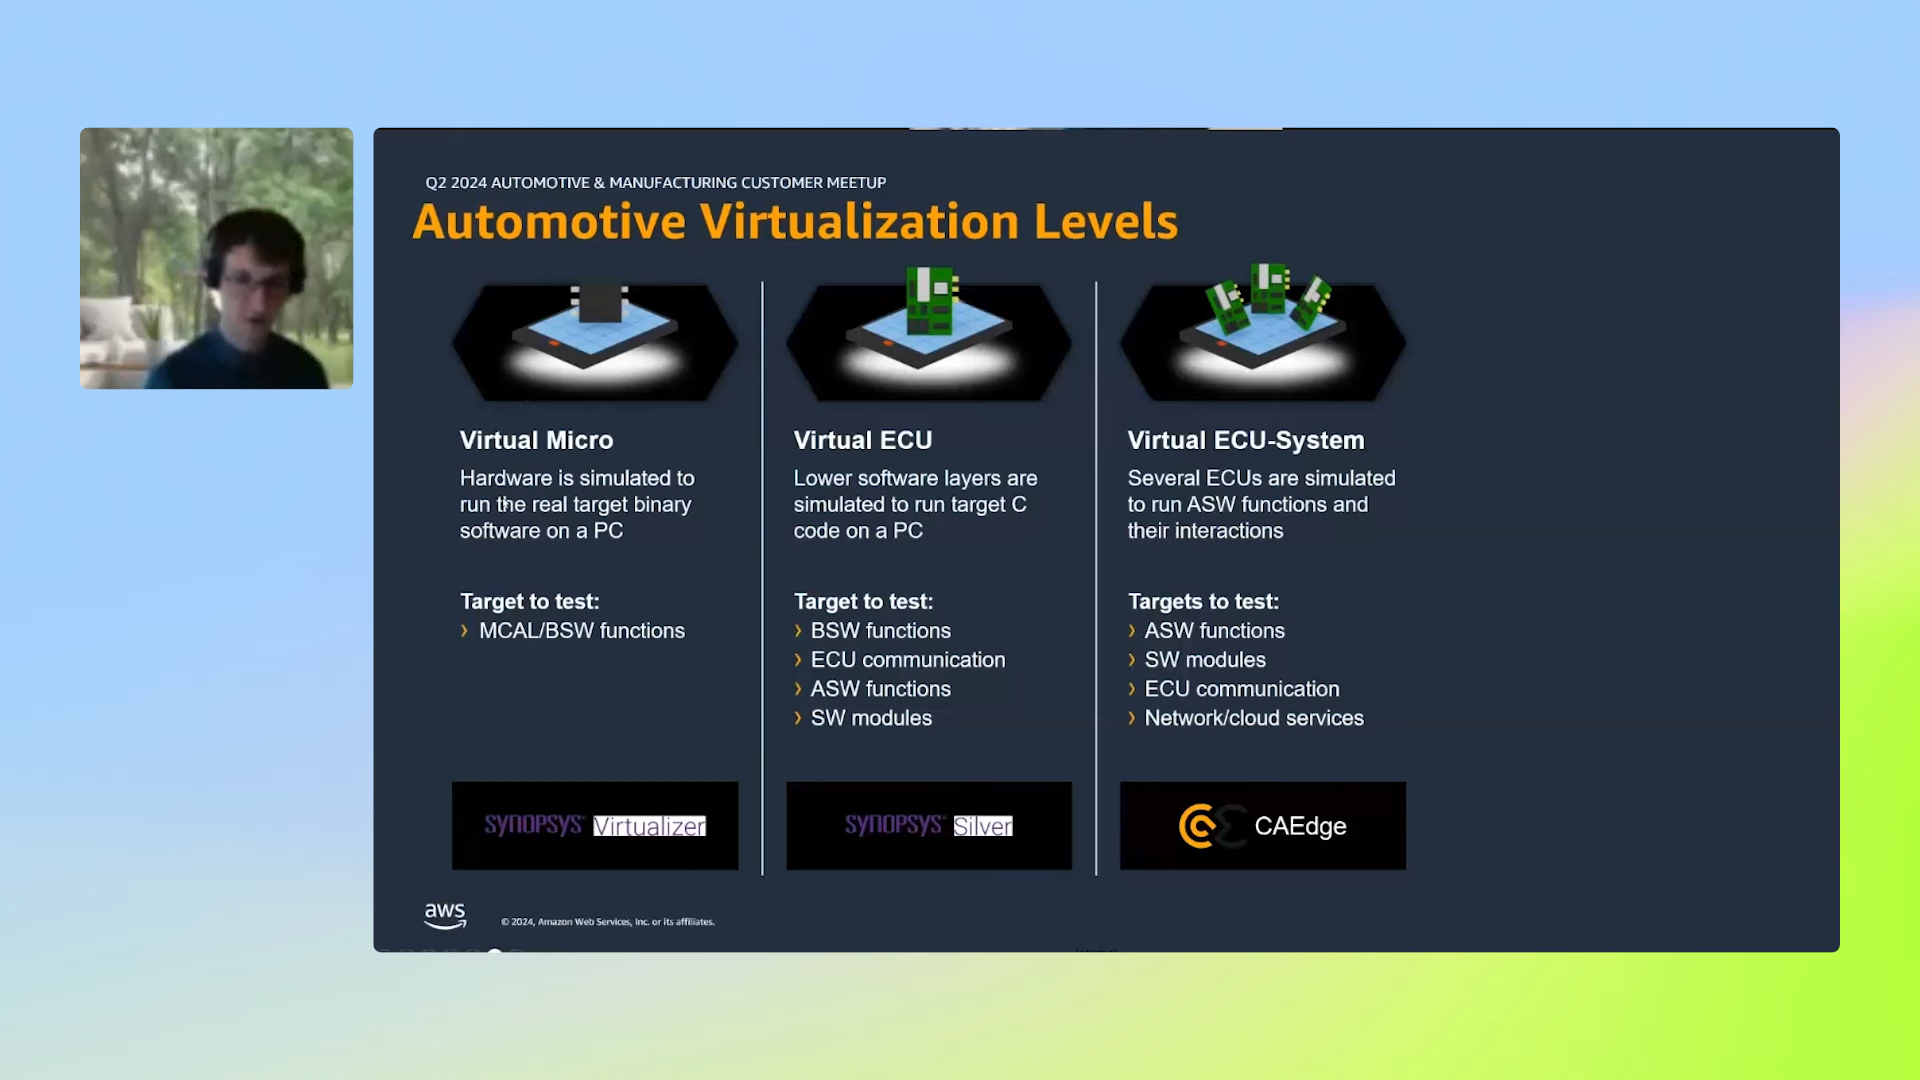 Q2 2024 AUTOMOTIVE & MANUFACTURING CUSTOMER MEETUP
Automotive Virtualization Levels
Virtual Micro
Hardware is simulated to
run the real target binary
software on a PC
Target to test:
› MCAL/BSW functions
SYNOPSYS Virtualizer
Virtual ECU
Lower software layers are
simulated to run target C
code on a PC
Target to test:
› BSW functions
› ECU communication
› ASW functions
› SW modules
SYNOPSYS Silver
Virtual ECU-System
Several ECUs are simulated
to run ASW functions and
their interactions
Targets to test:
› ASW functions
› SW modules
› ECU communication
› Network/cloud services
CAEdge
aws
© 2024, Amazon Web Services, Inc. or its affiliates.